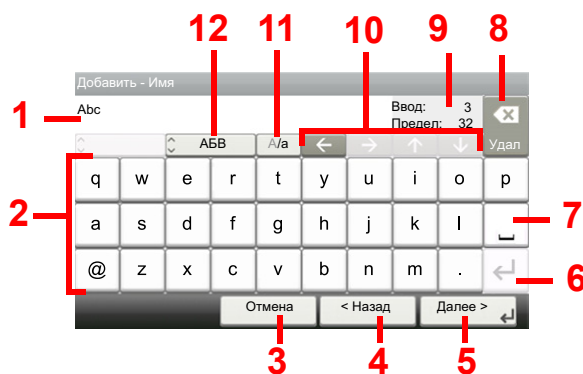 12 11 10 9 8
Добавить - Имя
1 Abc Ввод: 3
Предел: 32
АБВ A/a ← → ↑ ↓ Удал
q w e r t y u i o p
2 a s d f g h j k l 7
@ z x c v b n m . 6
Отмена < Назад Далее >
3 4 5